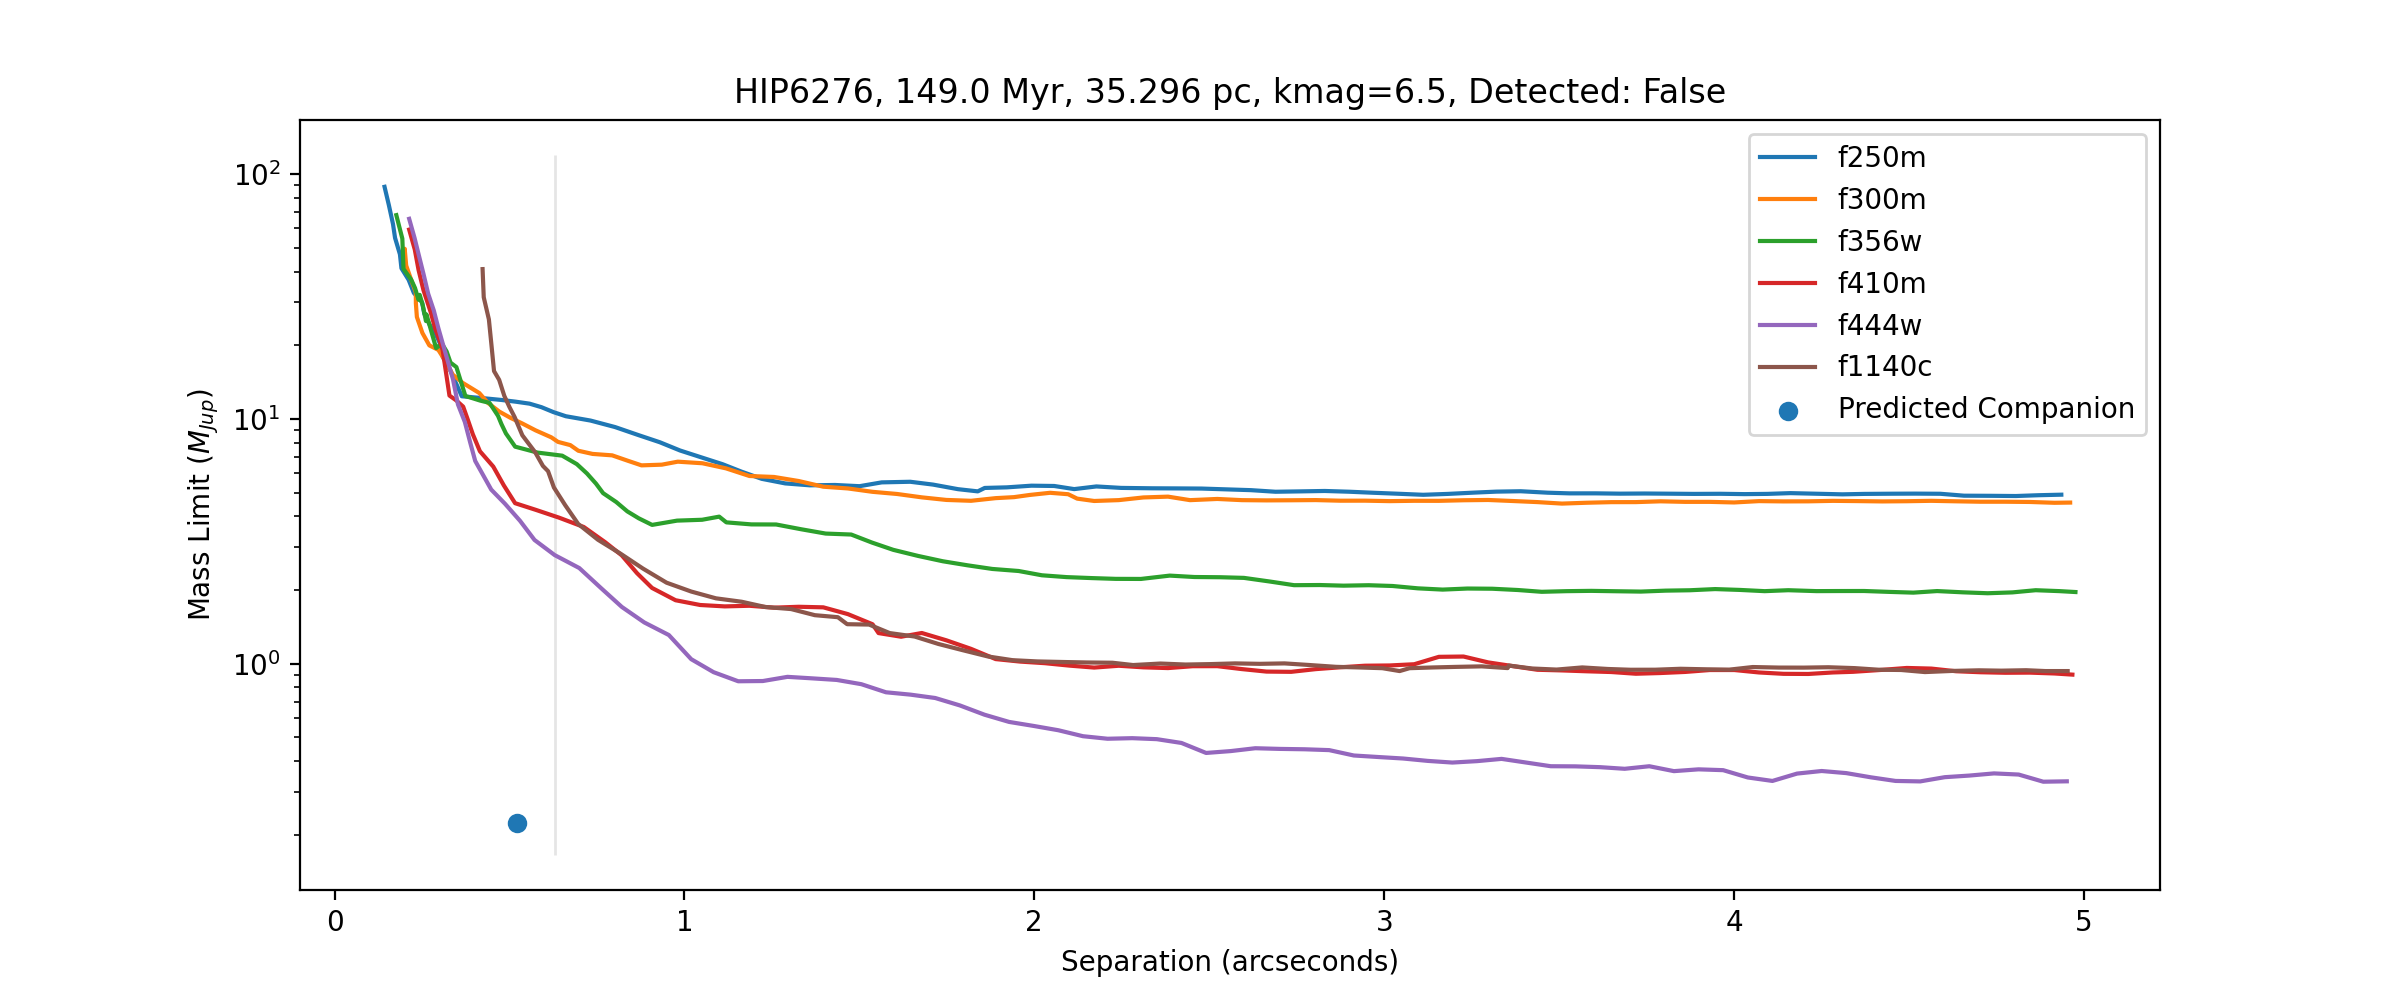 HIP6276, 149.0 Myr, 35.296 pc, kmag=6.5, Detected: False
Mass Limit (M_Jup)
10²
10¹
10⁰
f250m
f300m
f356w
f410m
f444w
f1140c
Predicted Companion
0 1 2 3 4 5
Separation (arcseconds)